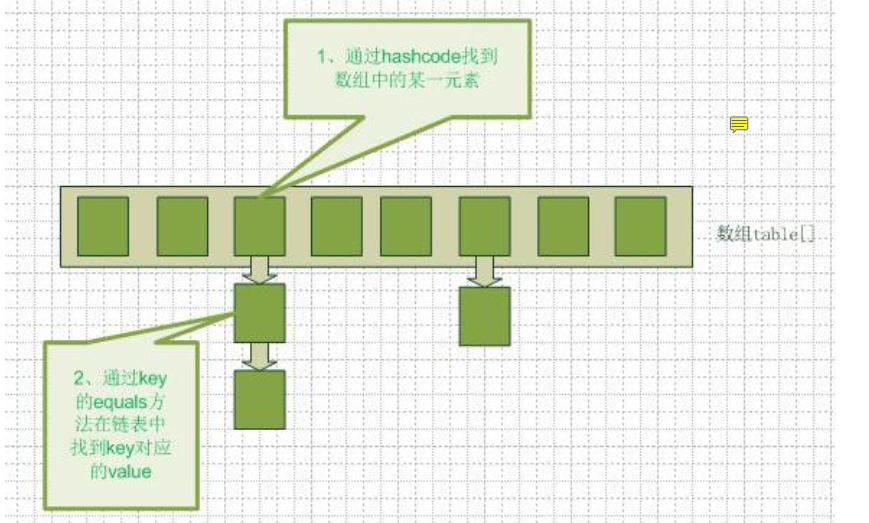 1、通过hashcode找到
数组中的某一元素
数组table[]
2、通过key
的equals方
法在链表中
找到key对应
的value